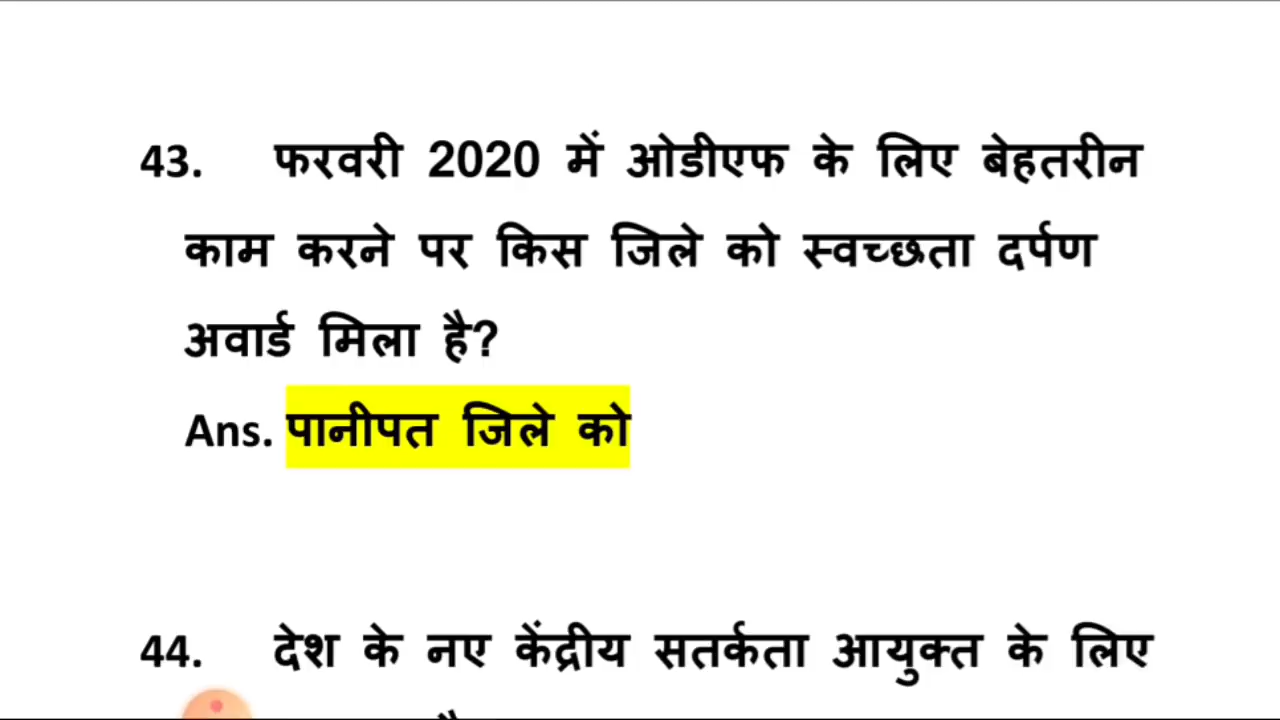 43. फरवरी 2020 में ओडीएफ के लिए बेहतरीन
काम करने पर किस जिले को स्वच्छता दर्पण
अवार्ड मिला है?
Ans. पानीपत जिले को
44. देश के नए केंद्रीय सतर्कता आयुक्त के लिए